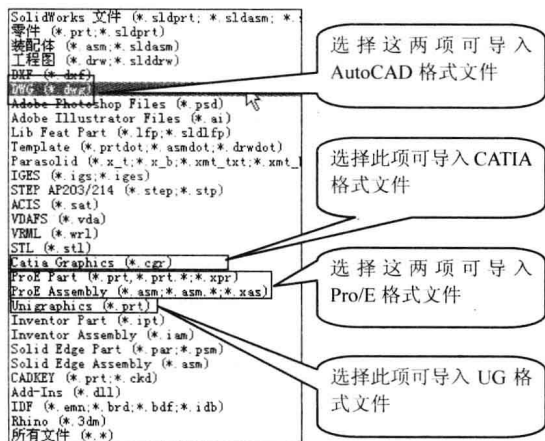 SolidWorks 文件 (*.sldprt; *.sldasm; *.s
零件 (*.prt;*.sldprt)
装配体 (*.asm;*.sldasm)
工程图 (*.drw;*.slddrw)
DXF (*.dxf)
DWG (*.dwg)
Adobe Photoshop Files (*.psd)
Adobe Illustrator Files (*.ai)
Lib Feat Part (*.lfp;*.sldlfp)
Template (*.prtdot;*.asmdot;*.drwdot)
Parasolid (*.x_t;*.x_b;*.xmt_txt;*.xmt_
IGES (*.igs;*.iges)
STEP AP203/214 (*.step;*.stp)
ACIS (*.sat)
VDAFS (*.vda)
VRML (*.wrl)
STL (*.stl)
Catia Graphics (*.cgr)
ProE Part (*.prt,*.prt.*;*.xpr)
ProE Assembly (*.asm;*.asm.*;*.xas)
Unigraphics (*.prt)
Inventor Part (*.ipt)
Inventor Assembly (*.iam)
Solid Edge Part (*.par;*.psm)
Solid Edge Assembly (*.asm)
CADKEY (*.prt;*.ckd)
Add-Ins (*.dll)
IDF (*.emn;*.brd;*.bdf;*.idb)
Rhino (*.3dm)
所有文件 (*.*)
选择这两项可导入
AutoCAD 格式文件
选择此项可导入 CATIA
格式文件
选择这两项可导入
Pro/E 格式文件
选择此项可导入 UG 格
式文件